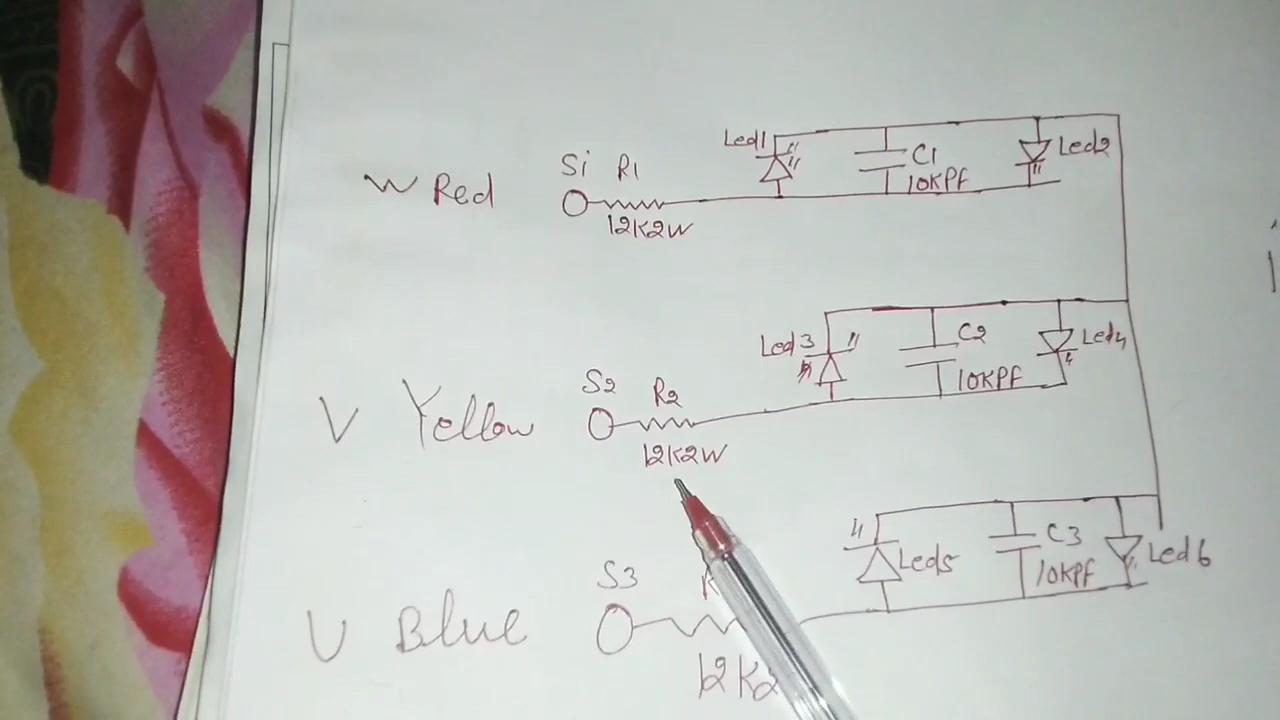 Led1 C1 Led2
W Red S1 R1 10KPF
12K2W
Led3 C2 Led4
S2 R2 10KPF
V Yellow
12K2W
C3 Led6
S3 Led5 10KPF
U Blue
12K2